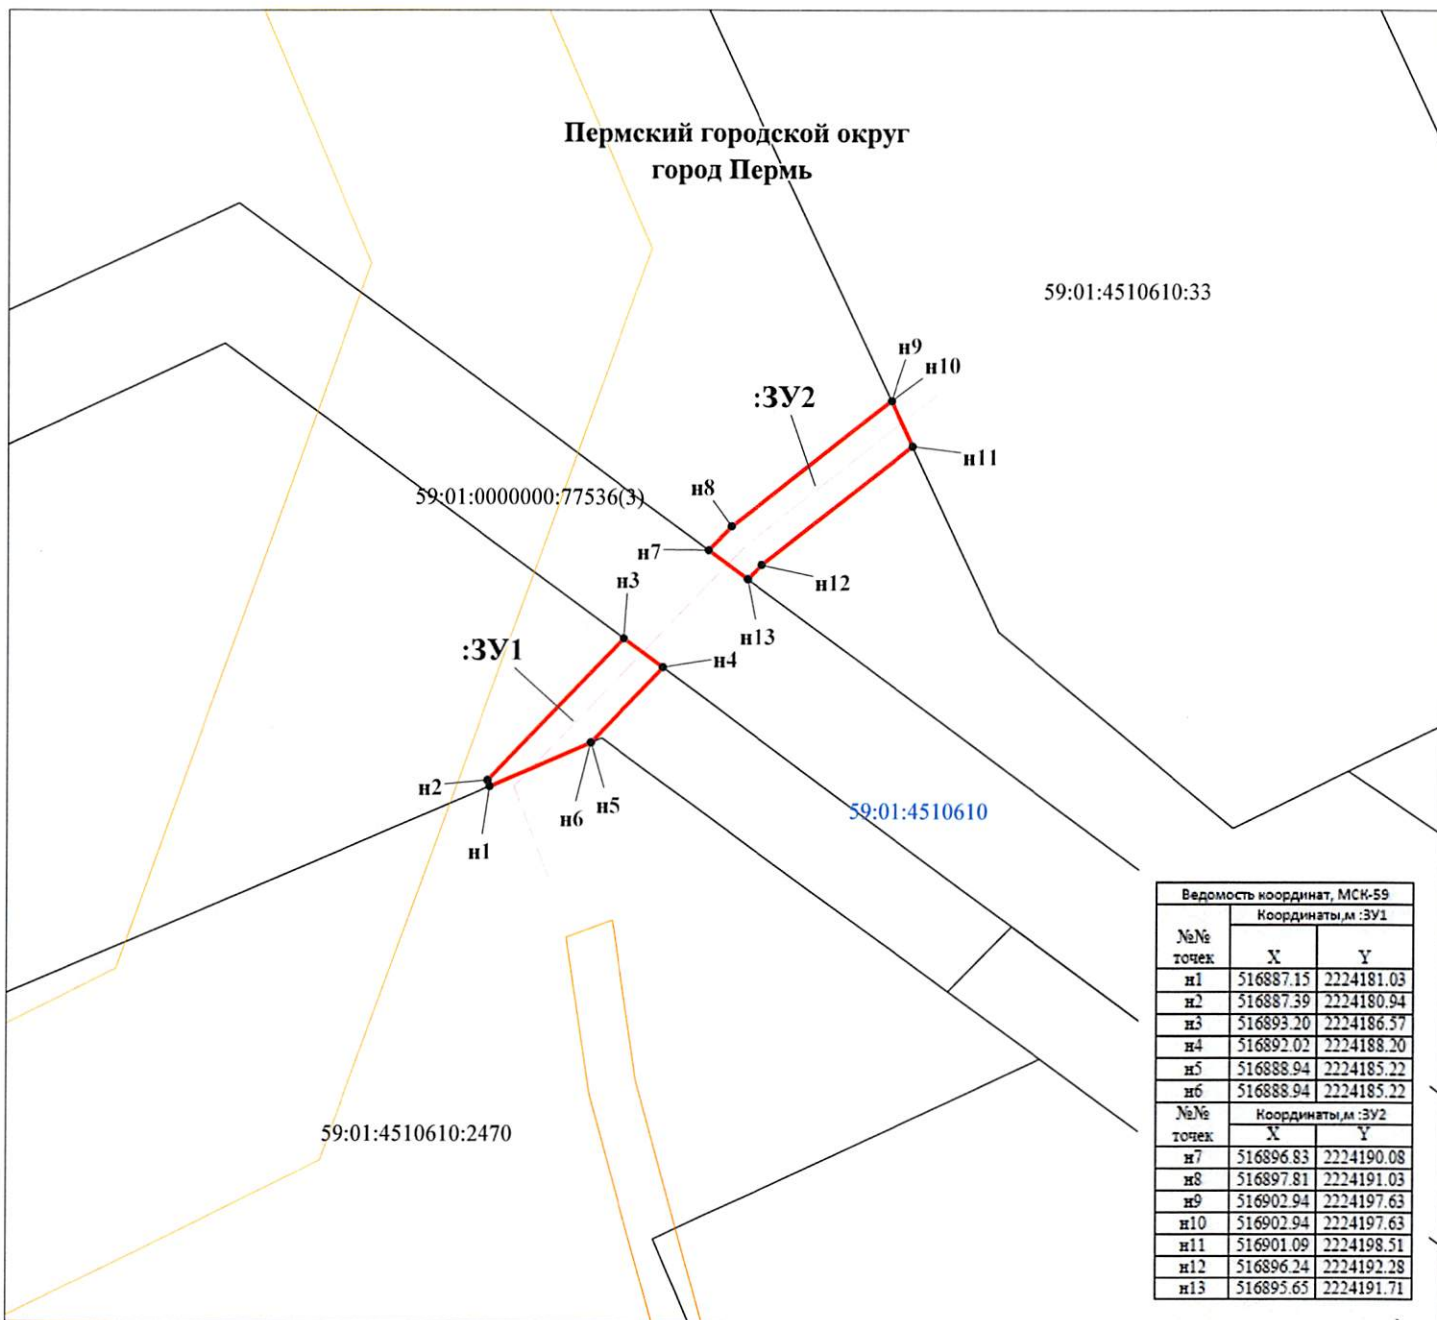 Пермский городской округ
город Пермь
59:01:4510610:33
н9
н10
:ЗУ2
н11
н8
59:01:0000000:77536(3)
н7
н12
н3
н13
:ЗУ1
н4
н2
н5
н6
н1
59:01:4510610
59:01:4510610:2470
Ведомость координат, МСК-59
№№ точек Координаты,м :ЗУ1
X Y
н1 516887.15 2224181.03
н2 516887.39 2224180.94
н3 516893.20 2224186.57
н4 516892.02 2224188.20
н5 516888.94 2224185.22
н6 516888.94 2224185.22
№№ точек Координаты,м :ЗУ2
X Y
н7 516896.83 2224190.08
н8 516897.81 2224191.03
н9 516902.94 2224197.63
н10 516902.94 2224197.63
н11 516901.09 2224198.51
н12 516896.24 2224192.28
н13 516895.65 2224191.71